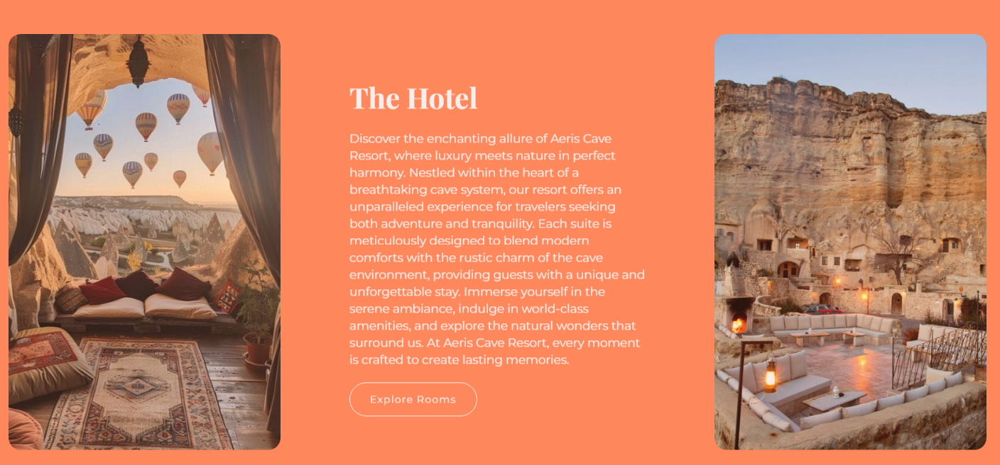 The Hotel
Discover the enchanting allure of Aeris Cave
Resort, where luxury meets nature in perfect
harmony. Nestled within the heart of a
breathtaking cave system, our resort offers an
unparalleled experience for travelers seeking
both adventure and tranquility. Each suite is
meticulously designed to blend modern
comforts with the rustic charm of the cave
environment, providing guests with a unique and
unforgettable stay. Immerse yourself in the
serene ambiance, indulge in world-class
amenities, and explore the natural wonders that
surround us. At Aeris Cave Resort, every moment
is crafted to create lasting memories.
Explore Rooms